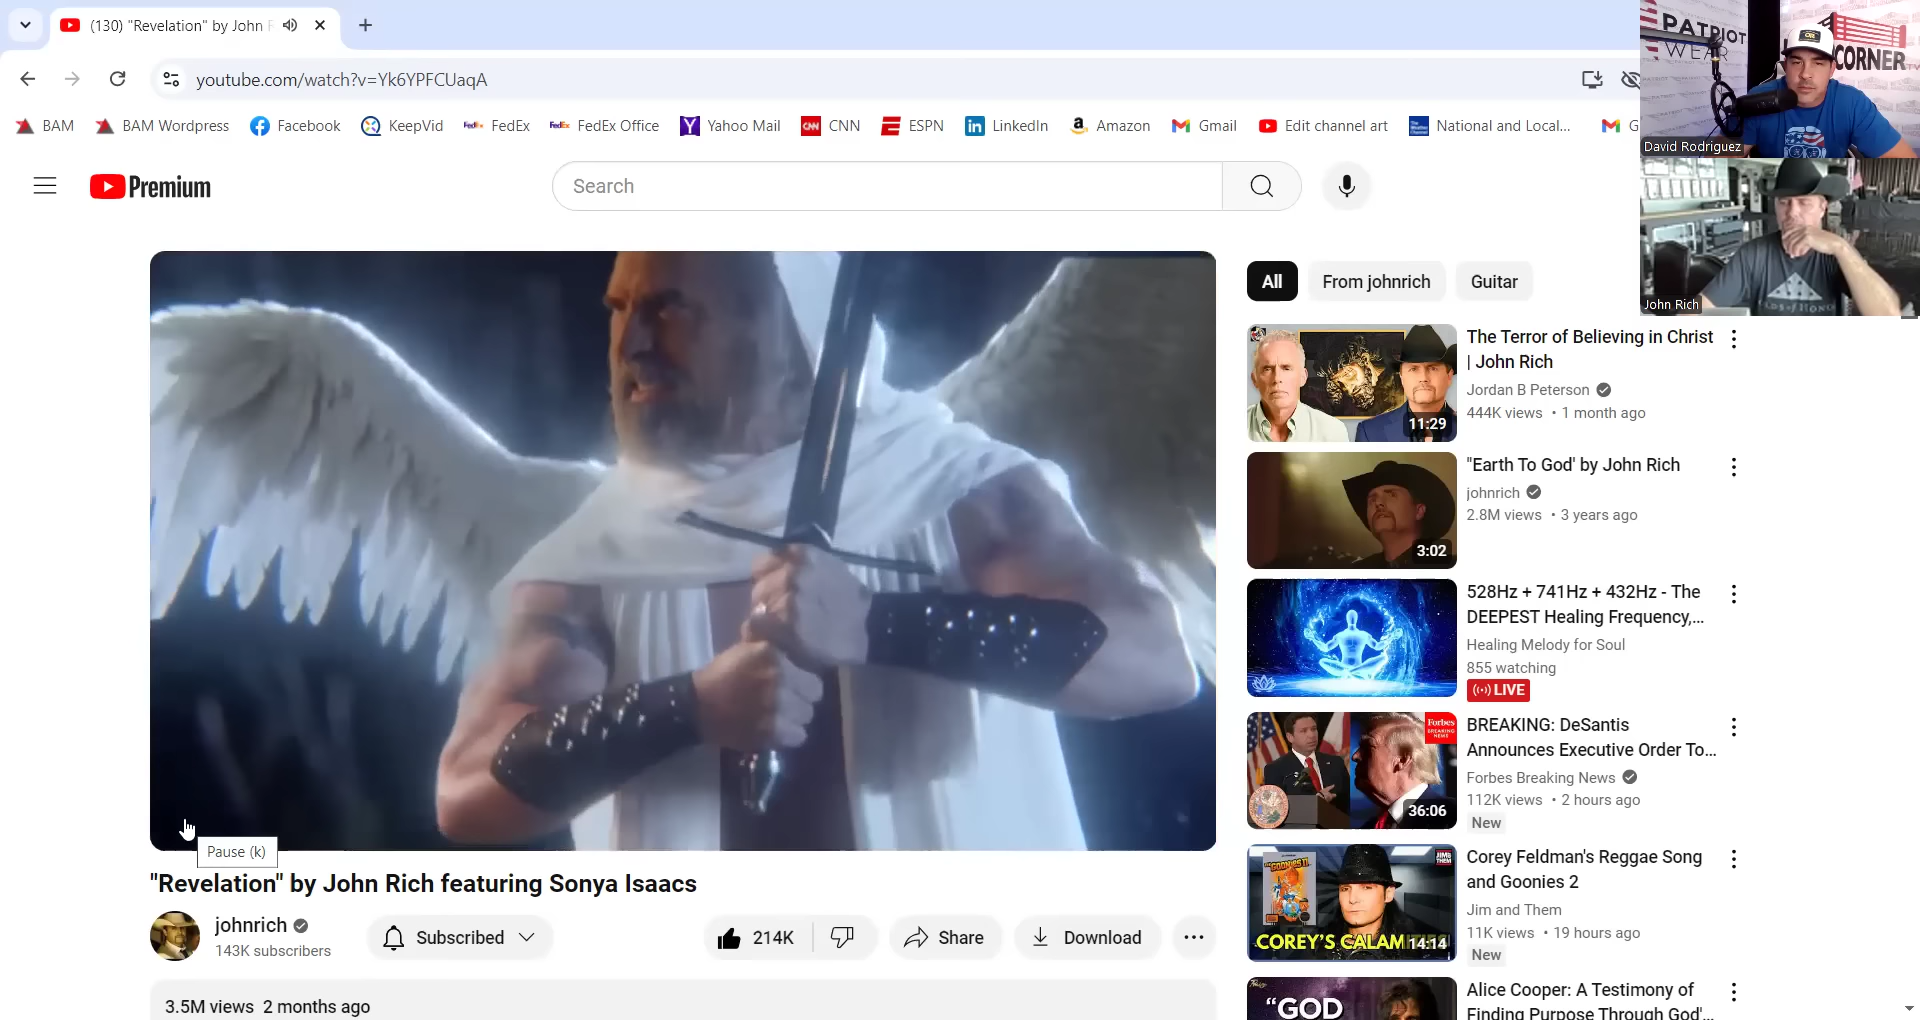 (130) "Revelation" by John R
youtube.com/watch?v=Yk6YPFCUaqA
BAM
BAM Wordpress
Facebook
KeepVid
FedEx
FedEx Office
Yahoo Mail
CNN
ESPN
LinkedIn
Amazon
Gmail
Edit channel art
National and Local...
G
PATRIOT
WEAR
CORNER
David Rodriguez
John Rich
Premium
Search
All
From johnrich
Guitar
The Terror of Believing in Christ
| John Rich
Jordan B Peterson
444K views • 1 month ago
11:29
"Earth To God' by John Rich
johnrich
2.8M views • 3 years ago
3:02
528Hz + 741Hz + 432Hz - The
DEEPEST Healing Frequency,...
Healing Melody for Soul
855 watching
LIVE
BREAKING: DeSantis
Announces Executive Order To...
Forbes Breaking News
112K views • 2 hours ago
New
Forbes
BREAKING
NEWS
36:06
Corey Feldman's Reggae Song
and Goonies 2
Jim and Them
11K views • 19 hours ago
New
COREY'S CALAM
14:14
Alice Cooper: A Testimony of
Finding Purpose Through God'...
"GOD
Pause (k)
"Revelation" by John Rich featuring Sonya Isaacs
johnrich
143K subscribers
Subscribed
214K
Share
Download
3.5M views 2 months ago